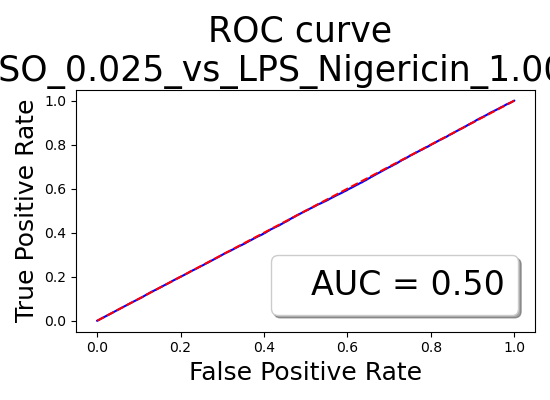 ROC curve
SO_0.025_vs_LPS_Nigericin_1.00
True Positive Rate
1.0
0.8
0.6
0.4
0.2
0.0
AUC = 0.50
0.0 0.2 0.4 0.6 0.8 1.0
False Positive Rate